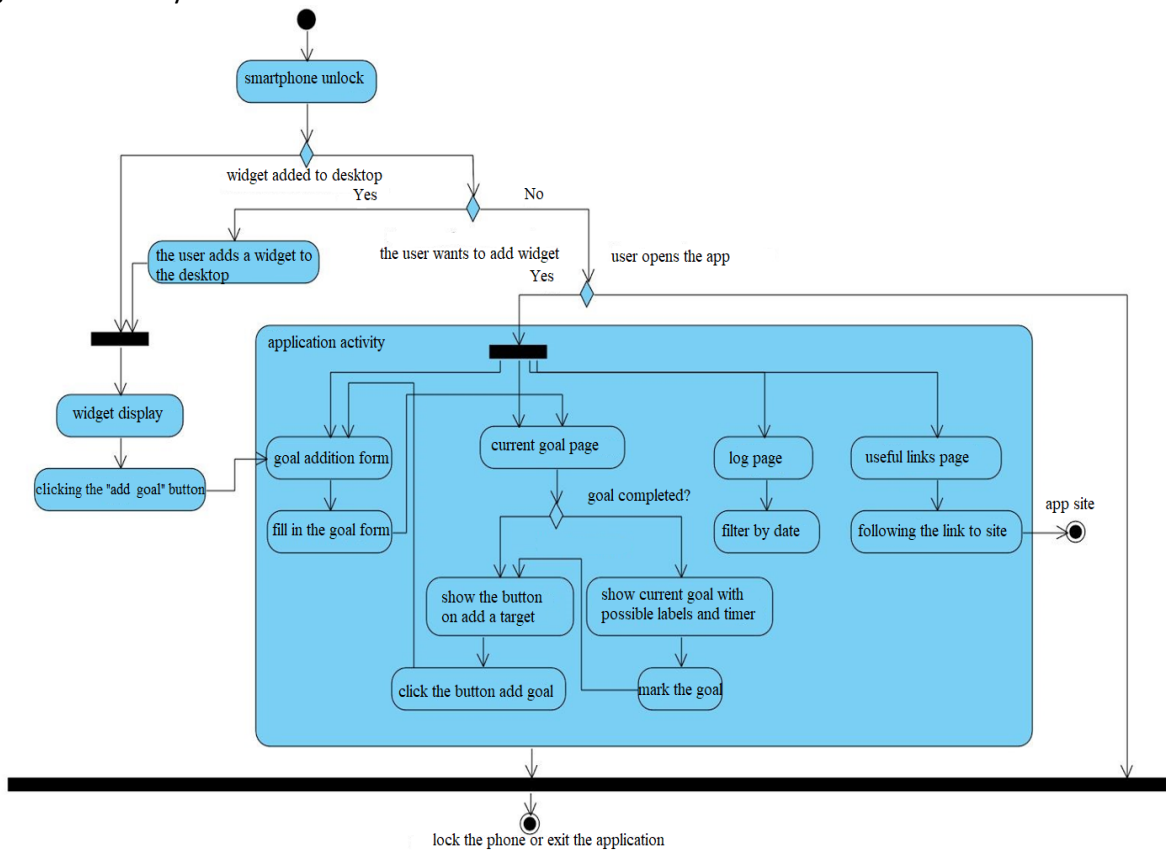 smartphone unlock
widget added to desktop
Yes
No
the user adds a widget to
the desktop
the user wants to add widget
user opens the app
Yes
application activity
widget display
goal addition form
current goal page
log page
useful links page
clicking the "add goal" button
goal completed?
app site
fill in the goal form
filter by date
following the link to site
show the button
on add a target
show current goal with
possible labels and timer
click the button add goal
mark the goal
lock the phone or exit the application